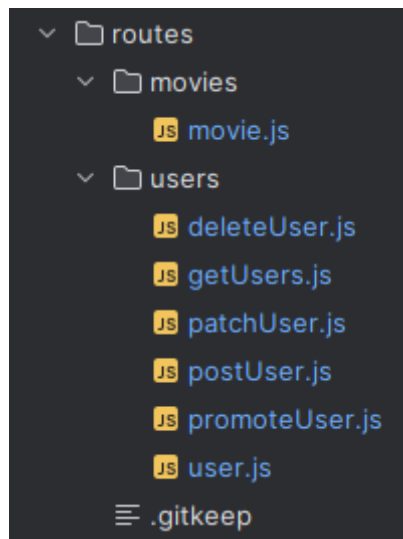 routes
movies
JS movie.js
users
JS deleteUser.js
JS getUsers.js
JS patchUser.js
JS postUser.js
JS promoteUser.js
JS user.js
.gitkeep